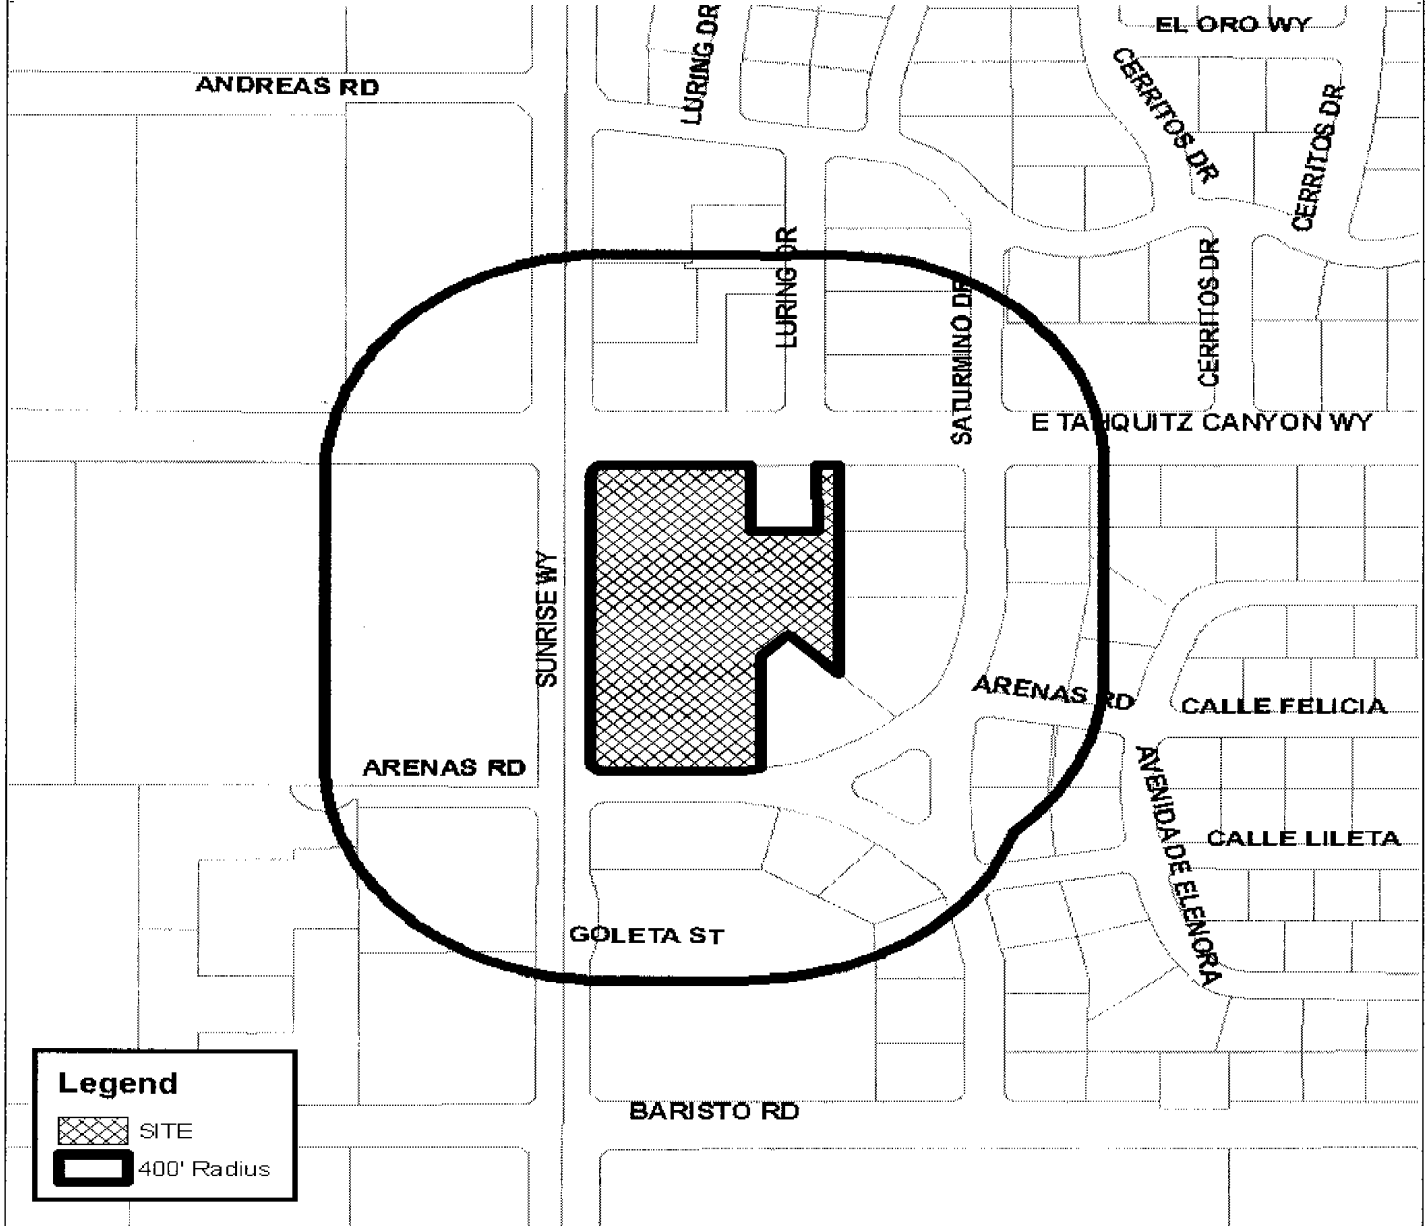 EL ORO WY
LURING DR
ANDREAS RD
CERRITOS DR
CERRITOS DR
LURING DR
CERRITOS DR
SATURMINO DR
E TAHQUITZ CANYON WY
SUNRISE WY
ARENAS RD
CALLE FELICIA
ARENAS RD
AVENIDA DE ELENORA
CALLE LILETA
GOLETA ST
BARISTO RD
Legend
SITE
400' Radius